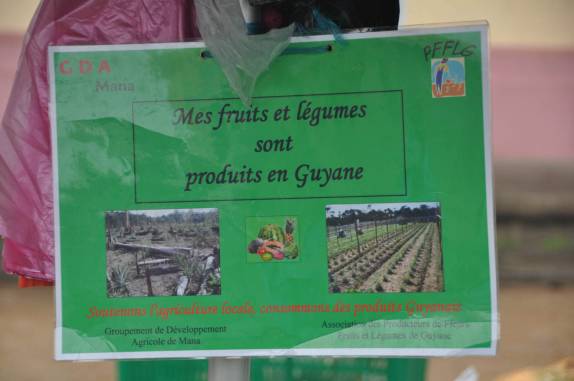 GDA
Mana
PFFLG
Mes fruits et légumes
sont
produits en Guyane
Soutenons l'agriculture locale, consommons des produits Guyanais
Groupement de Développement
Agricole de Mana
Association des Producteurs de Fleurs
Fruits et Légumes de Guyane